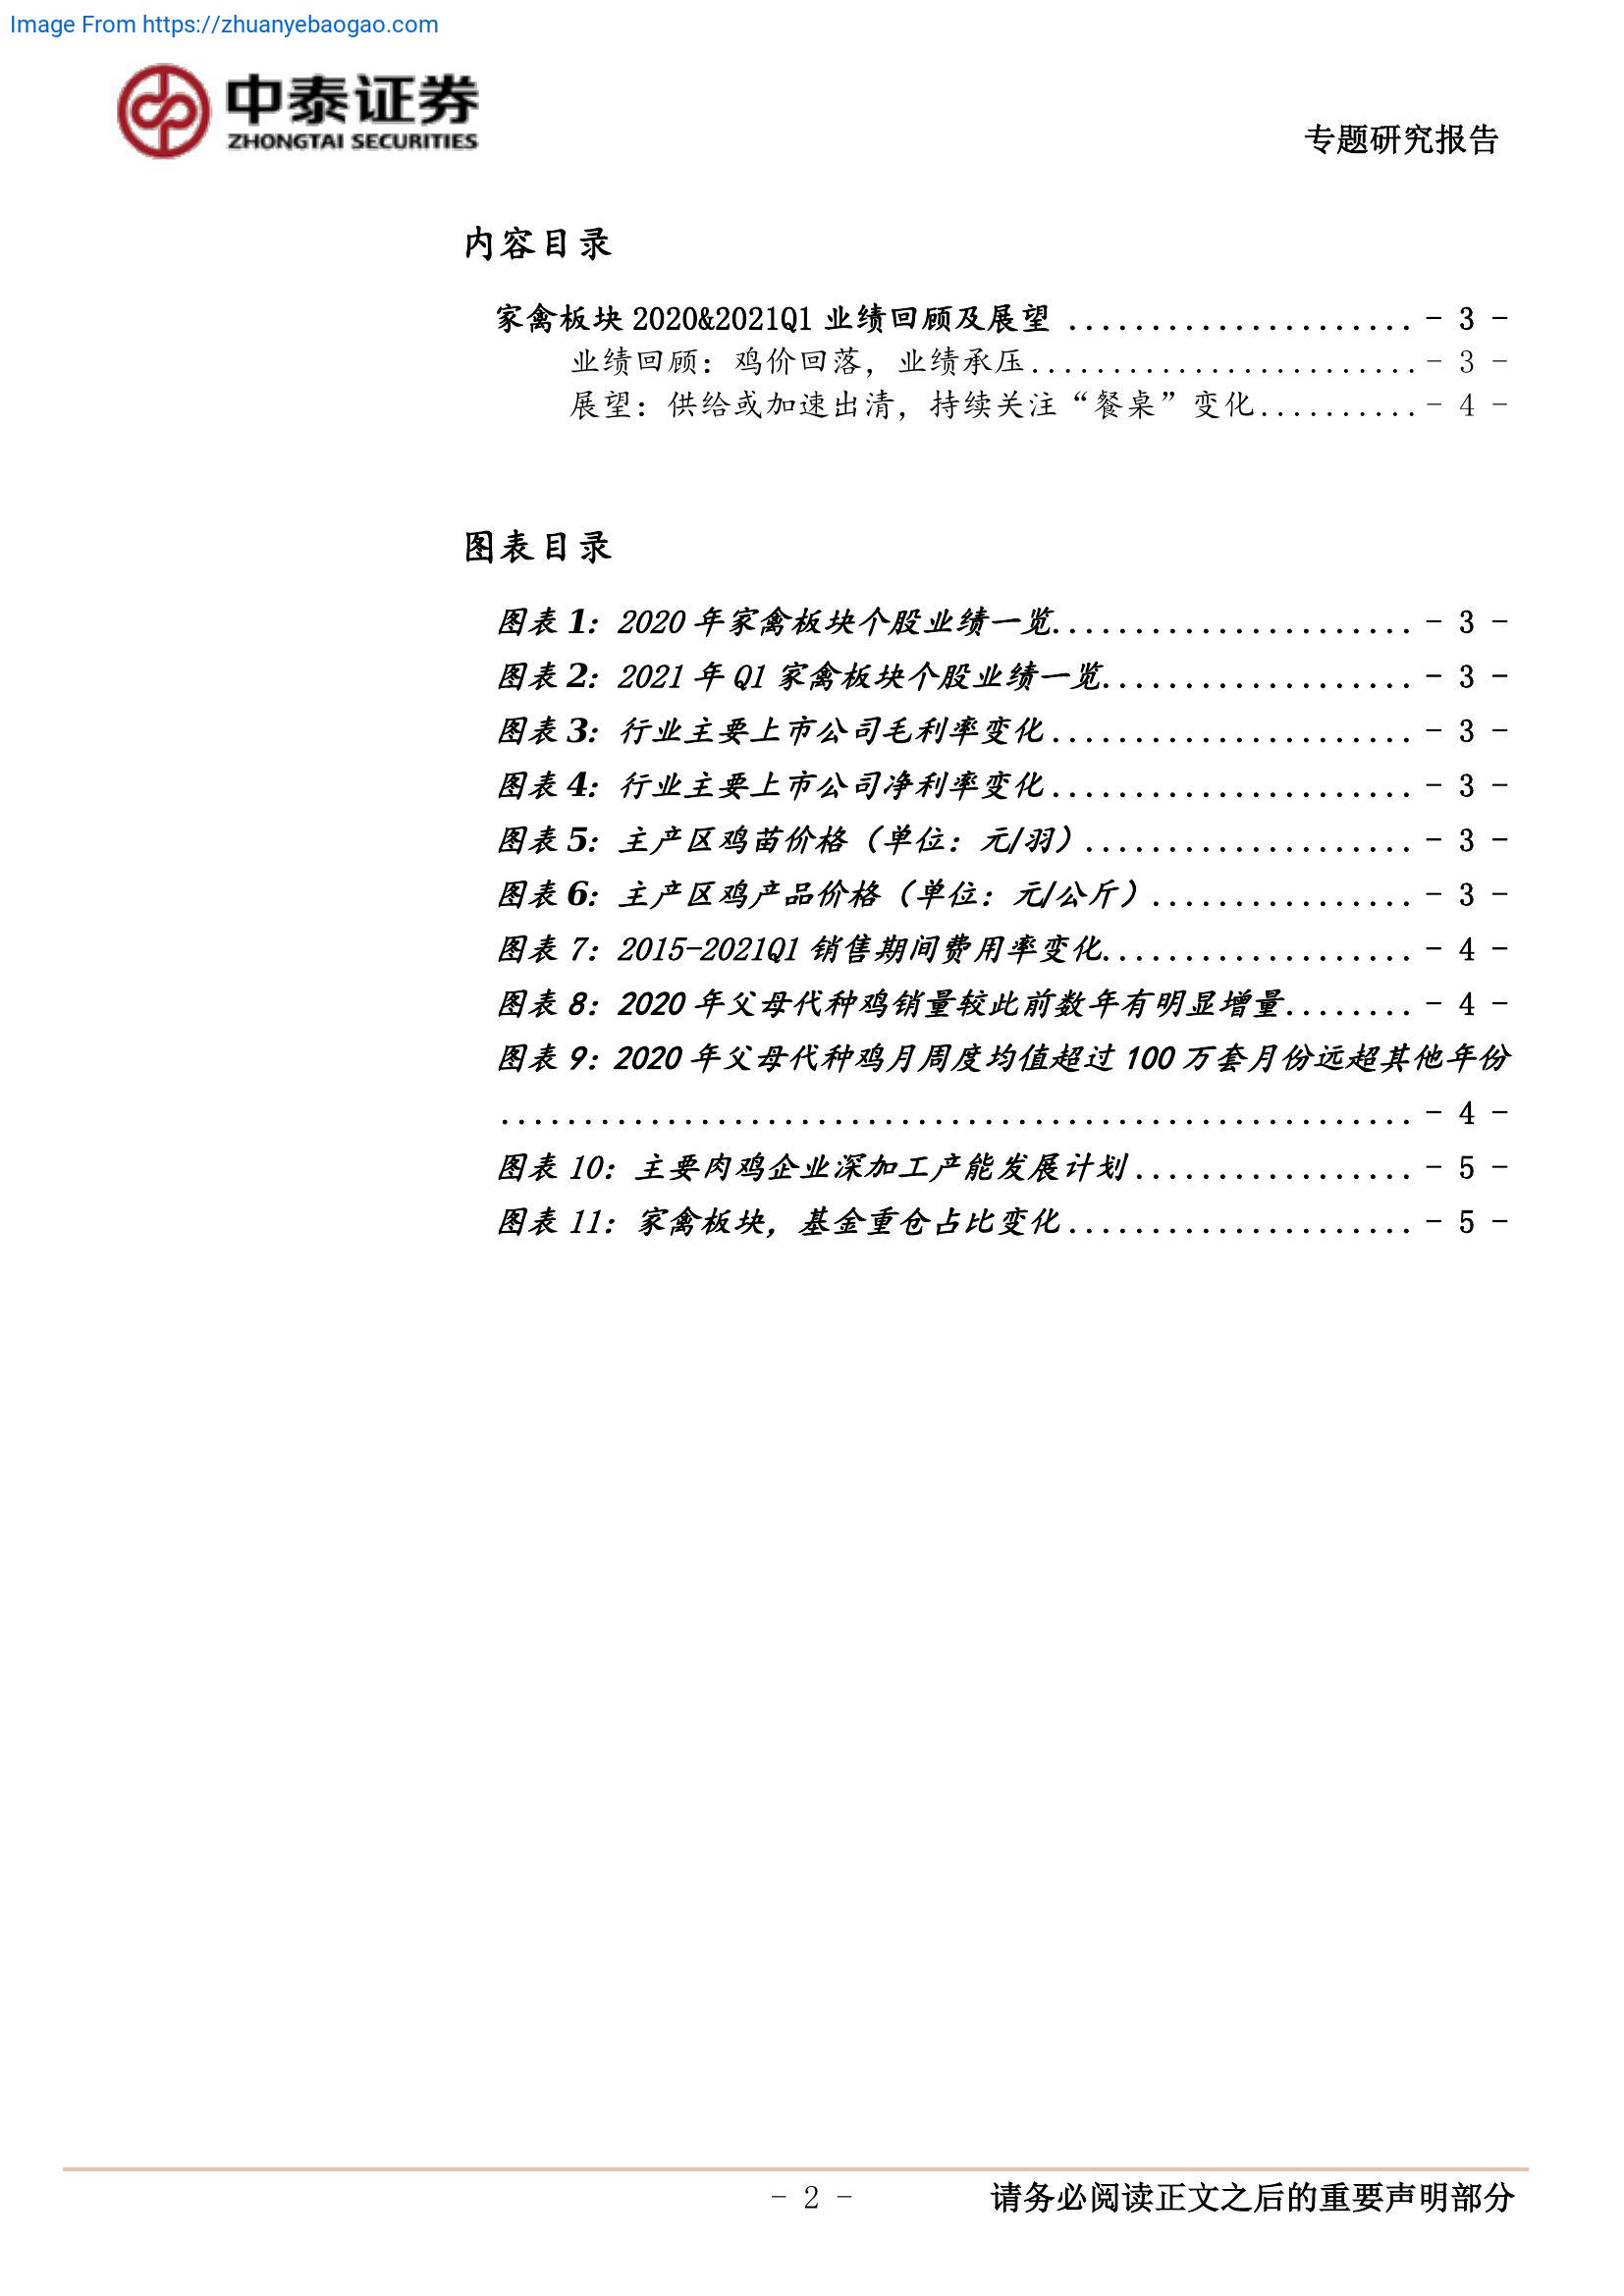 Image From https://zhuanyebaogao.com
中泰证券
ZHONGTAI SECURITIES
专题研究报告
内容目录
家禽板块 2020&2021Q1 业绩回顾及展望 ..................... - 3 -
业绩回顾：鸡价回落，业绩承压........................ - 3 -
展望：供给或加速出清，持续关注“餐桌”变化.......... - 4 -
图表目录
图表 1：2020 年家禽板块个股业绩一览...................... - 3 -
图表 2：2021 年 Q1 家禽板块个股业绩一览................... - 3 -
图表 3：行业主要上市公司毛利率变化...................... - 3 -
图表 4：行业主要上市公司净利率变化...................... - 3 -
图表 5：主产区鸡苗价格（单位：元/羽）.................... - 3 -
图表 6：主产区鸡产品价格（单位：元/公斤）................ - 3 -
图表 7：2015-2021Q1 销售期间费用率变化................... - 4 -
图表 8：2020 年父母代种鸡销量较此前数年有明显增量........ - 4 -
图表 9：2020 年父母代种鸡月周度均值超过 100 万套月份远超其他年份
........................................................ - 4 -
图表 10：主要肉鸡企业深加工产能发展计划................. - 5 -
图表 11：家禽板块，基金重仓占比变化..................... - 5 -
- 2 -
请务必阅读正文之后的重要声明部分